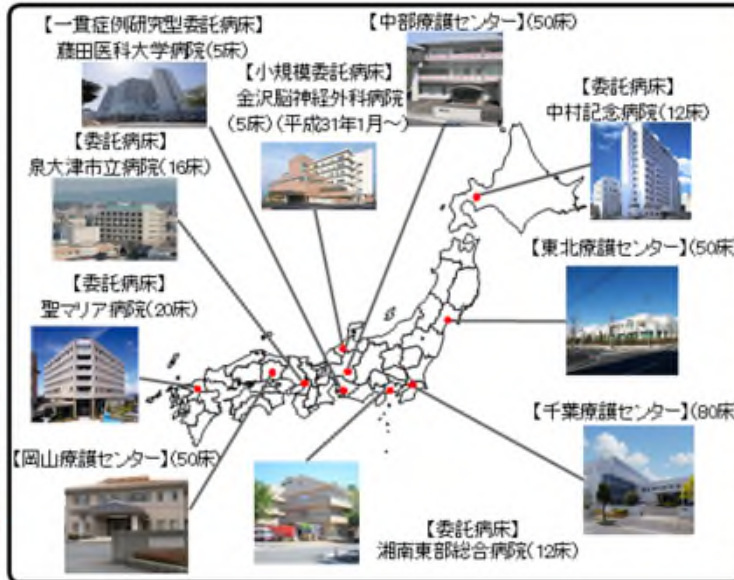 【一貫症例研究型委託病床】
藤田医科大学病院(5床)
【中部療護センター】(50床)
【小規模委託病床】
金沢脳神経外科病院
(5床)(平成31年1月～)
【委託病床】
中村記念病院(12床)
【委託病床】
泉大津市立病院(16床)
【東北療護センター】(50床)
【委託病床】
聖マリア病院(20床)
【千葉療護センター】(80床)
【岡山療護センター】(50床)
【委託病床】
湘南東部総合病院(12床)